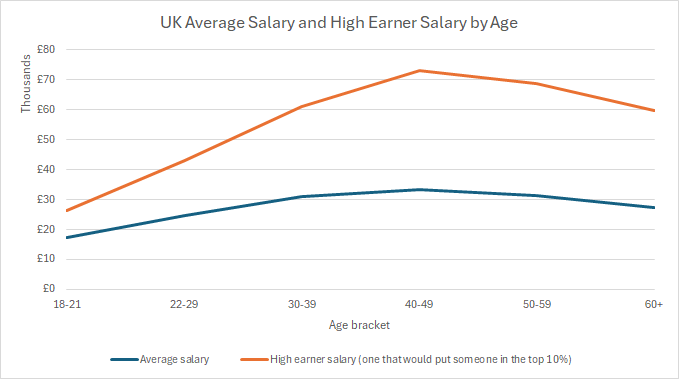 UK Average Salary and High Earner Salary by Age
Thousands
£80
£70
£60
£50
£40
£30
£20
£10
£0
18-21 22-29 30-39 40-49 50-59 60+
Age bracket
Average salary High earner salary (one that would put someone in the top 10%)